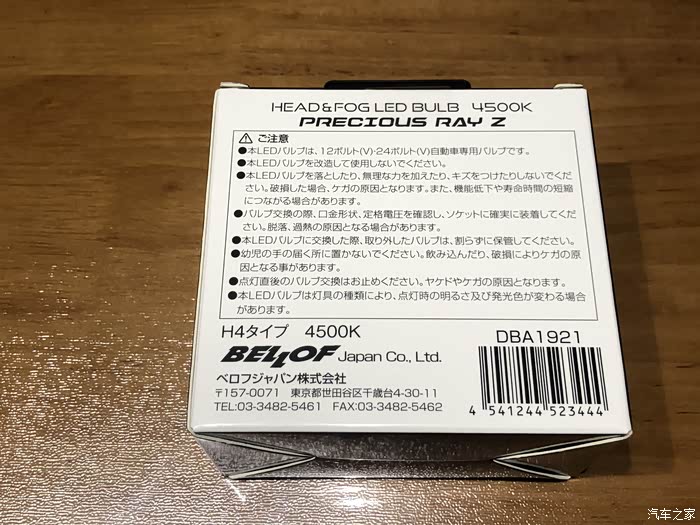 HEAD&FOG LED BULB 4500K
PRECIOUS RAY Z
ご注意
●本LEDバルブは、12ボルト(V)・24ボルト(V)自動車専用バルブです。
●本LEDバルブを改造して使用しないでください。
●本LEDバルブを落としたり、無理な力を加えたり、キズをつけたりしないでくだ
さい。破損した場合、ケガの原因となります。また、機能低下や寿命時間の短縮
につながる場合があります。
●バルブ交換の際、口金形状、定格電圧を確認し、ソケットに確実に装着してくだ
さい。脱落、過熱の原因となる場合があります。
●本LEDバルブに交換した際、取り外したバルブは、割らずに保管してください。
●幼児の手の届く所に置かないでください。飲み込んだり、破損によりケガの原
因となる事があります。
●点灯直後のバルブ交換はお止めください。ヤケドやケガの原因となります。
●本LEDバルブは灯具の種類により、点灯時の明るさ及び発光色が変わる場合
があります。
H4タイプ 4500K
DBA1921
BELLOF Japan Co., Ltd.
ベロフジャパン株式会社
〒157-0071 東京都世田谷区千歳台4-30-11
TEL:03-3482-5461 FAX:03-3482-5462
4 541244 523444
汽车之家